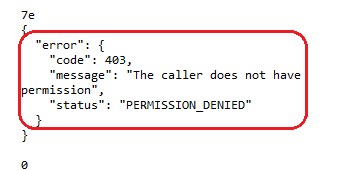 7e
{
  "error": {
    "code": 403,
    "message": "The caller does not have
permission",
    "status": "PERMISSION_DENIED"
  }
}

0